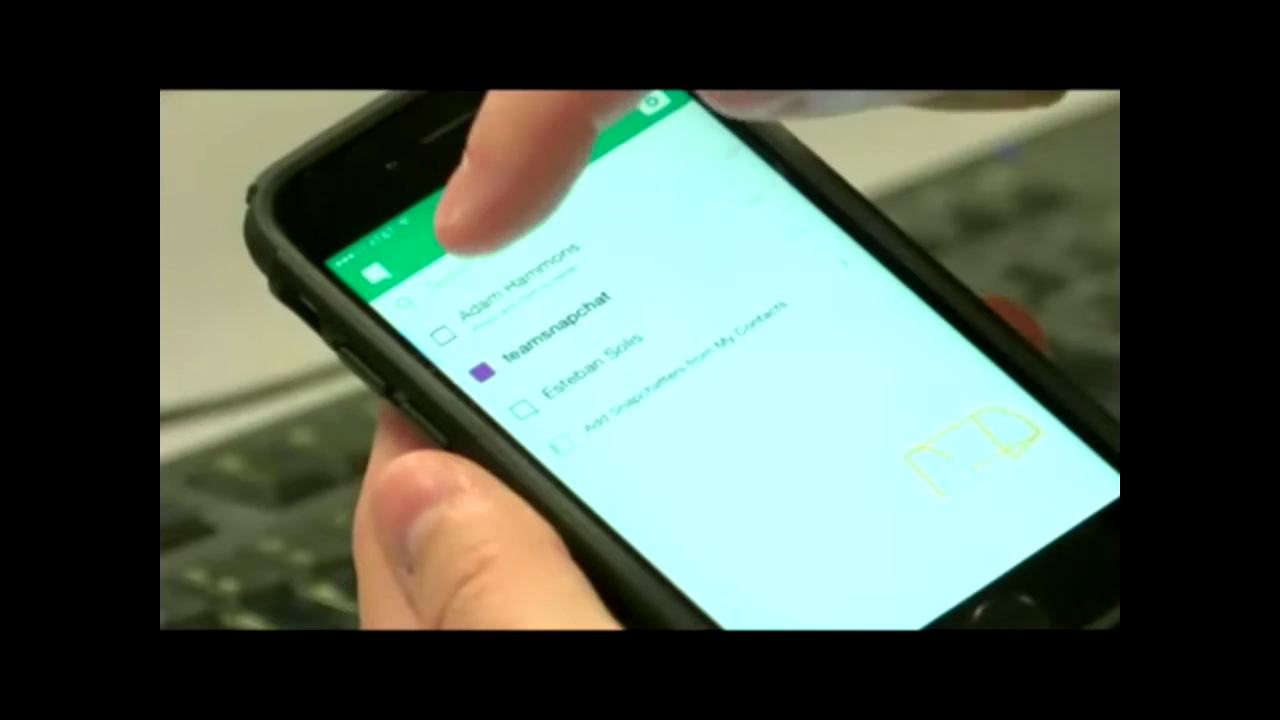 Adam Hammons
teamsnapchat
Esteban Solis
Add Snapchatters from My Contacts